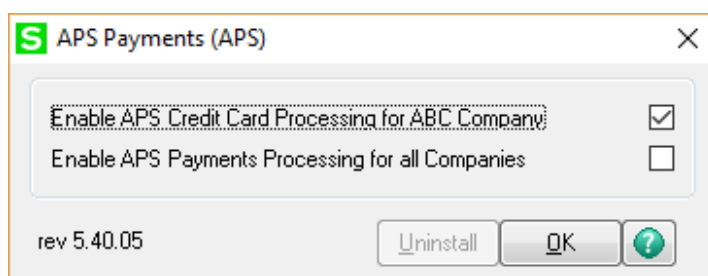 S APS Payments (APS)
Enable APS Credit Card Processing for ABC Company
Enable APS Payments Processing for all Companies
rev 5.40.05
Uninstall
OK
?